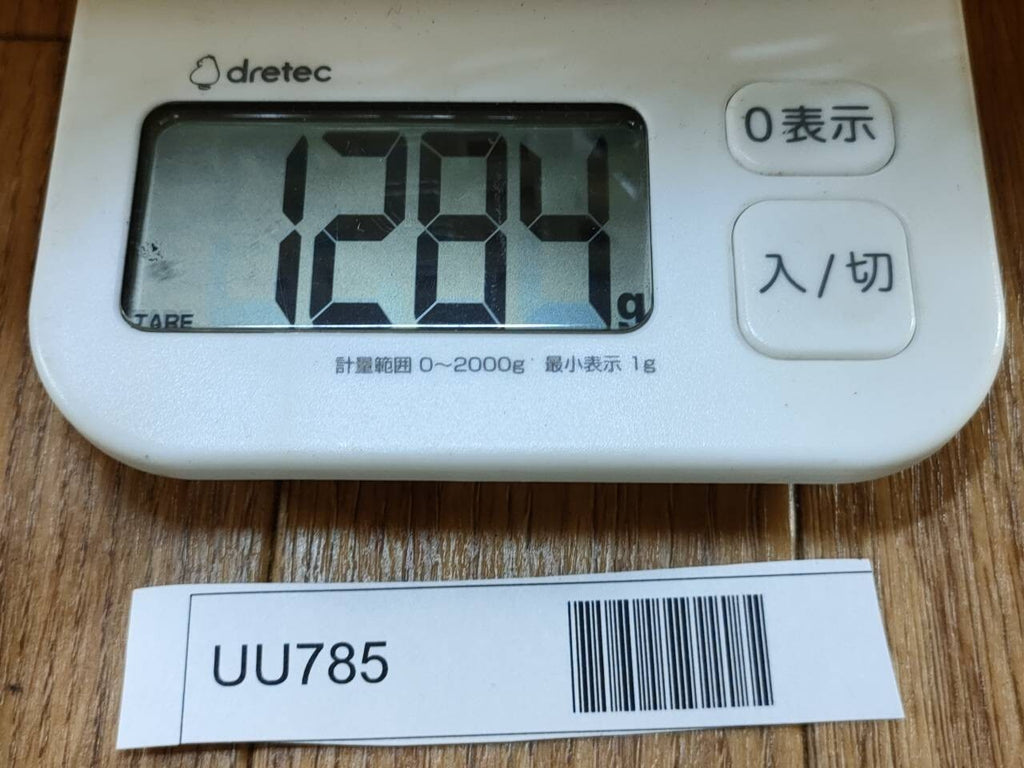 dretec
0表示
1284 g
TARE
入/切
計量範囲 0～2000g 最小表示 1g
UU785